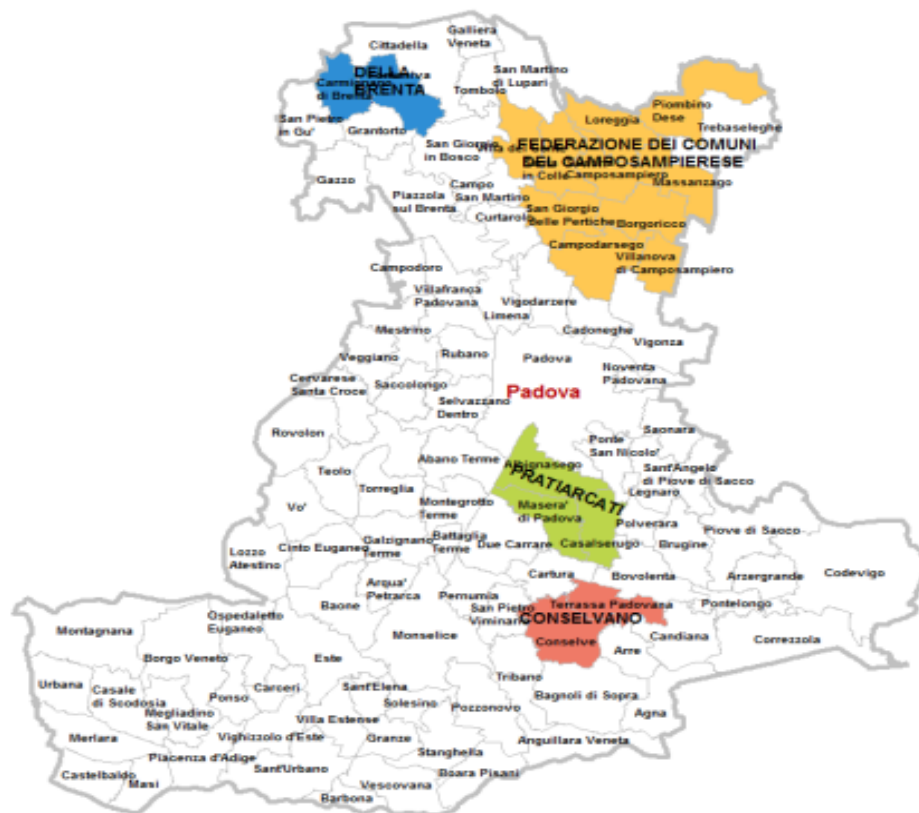 Galliera
Veneta
Cittadella
DELLA
BRENTA
Carmignano
di Brenta
San Martino
di Lupari
Tombolo
San Pietro
in Gu'
Grantorto
Loreggia
Piombino
Dese
Trebaseleghe
FEDERAZIONE DEI COMUNI
DEL CAMPOSAMPIERESE
San Giorgio
in Bosco
in Colle
Camposampiero
Massanzago
Gazzo
Campo
San Martino
Piazzola
sul Brenta
Curtarolo
San Giorgio
Delle Pertiche
Borgoricco
Campodarsego
Villanova
di Camposampiero
Campodoro
Villafranca
Padovana
Vigodarzere
Limena
Mestrino
Cadoneghe
Vigonza
Veggiano
Rubano
Padova
Noventa
Padovana
Cervarese
Santa Croce
Saccolongo
Padova
Selvazzano
Dentro
Rovolon
Saonara
Ponte
San Nicolo'
Abano Terme
Albignasego
PRATIARCATI
Sant'Angelo
di Piove di Sacco
Legnaro
Teolo
Torreglia
Vo'
Montegrotto
Terme
Masera'
di Padova
Polverara
Piove di Sacco
Lozzo
Atestino
Cinto Euganeo
Galzignano
Terme
Battaglia
Terme
Due Carrare
Casalserugo
Brugine
Codevigo
Arqua'
Petrarca
Cartura
Bovolenta
Arzergrande
Baone
Pernumia
San Pietro
Viminario
Terrassa Padovana
Pontelongo
CONSELVANO
Ospedaletto
Euganeo
Montagnana
Monselice
Conselve
Candiana
Correzzola
Arre
Borgo Veneto
Este
Tribano
Urbana
Casale
di Scodosia
Ponso
Carceri
Sant'Elena
Solesino
Bagnoli di Sopra
Megliadino
San Vitale
Pozzonovo
Agna
Villa Estense
Merlara
Vighizzolo d'Este
Granze
Anguillara Veneta
Stanghella
Piacenza d'Adige
Sant'Urbano
Castelbaldo
Masi
Boara Pisani
Vescovana
Barbona